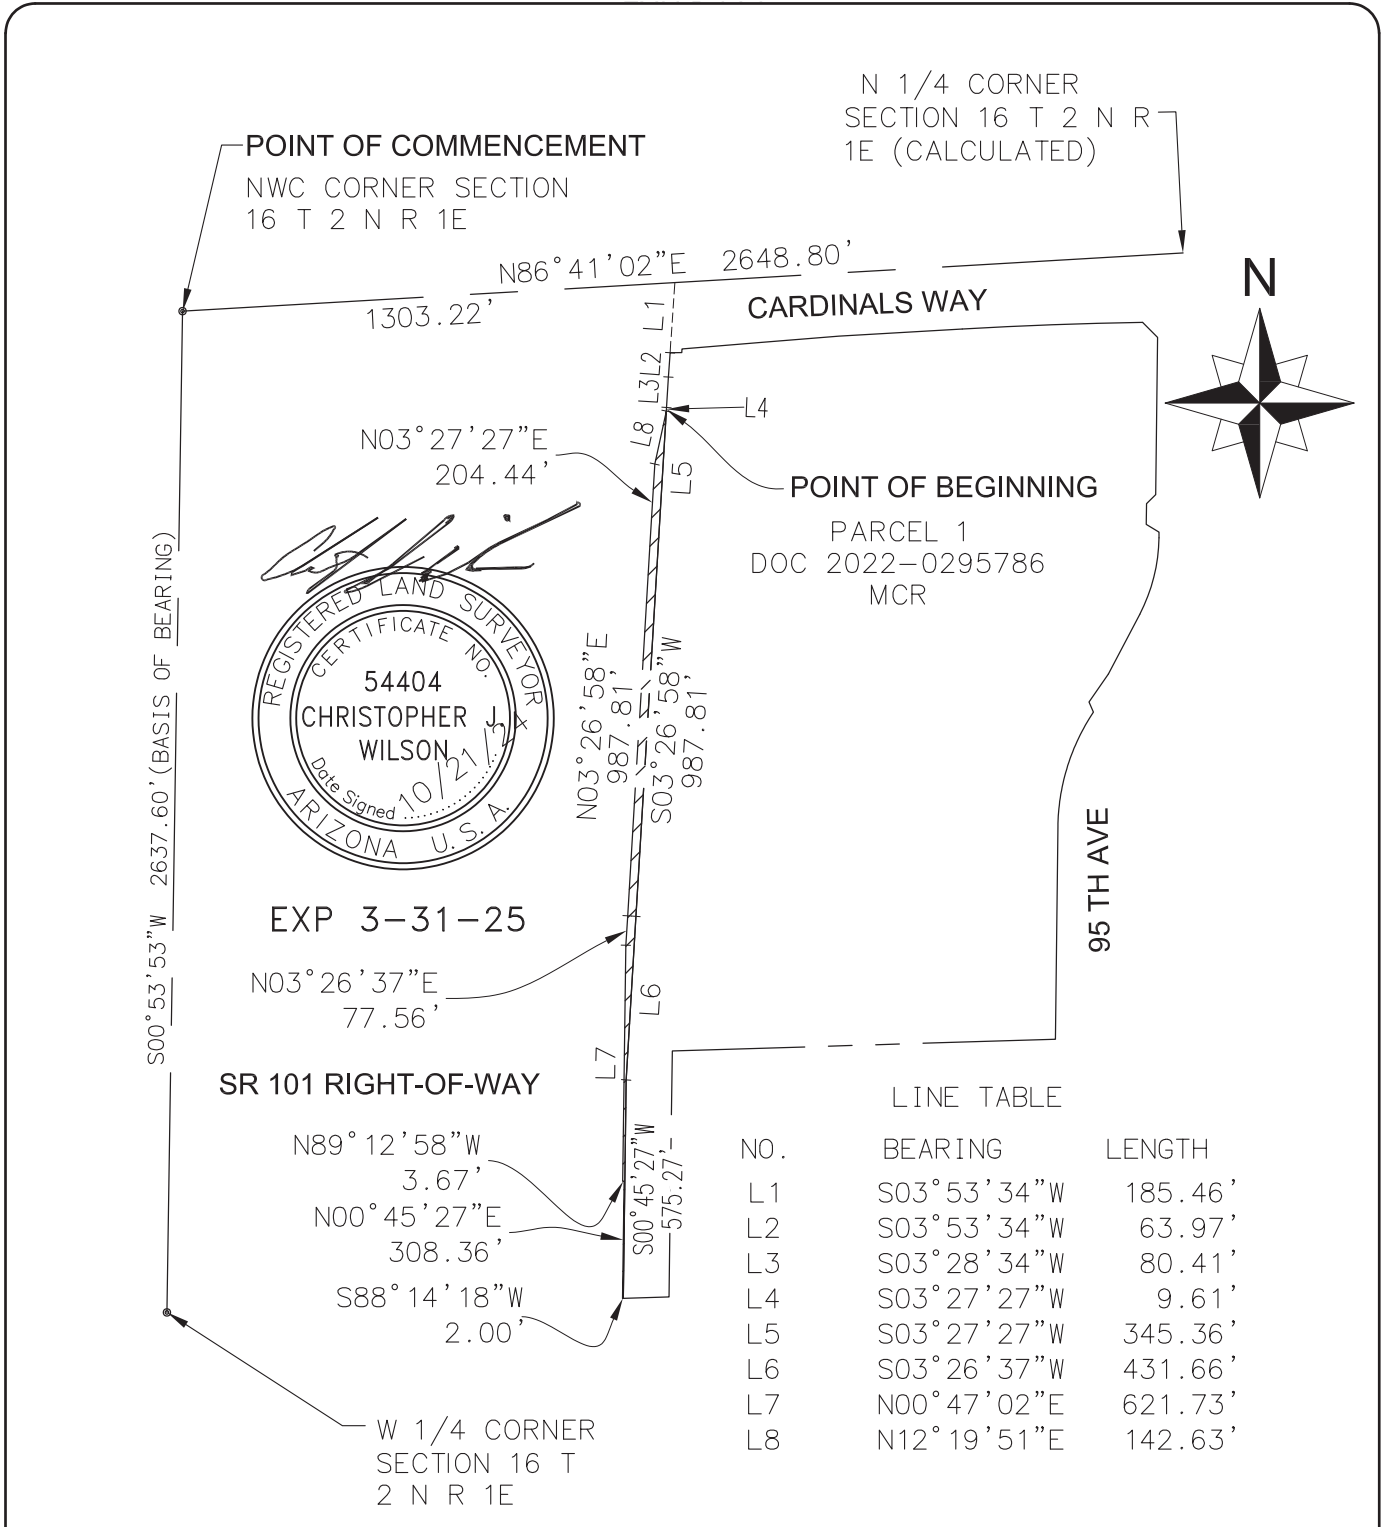 N 1/4 CORNER
SECTION 16 T 2 N R
1E (CALCULATED)
POINT OF COMMENCEMENT
NWC CORNER SECTION
16 T 2 N R 1E
N86°41'02"E 2648.80'
1303.22'
CARDINALS WAY
N
L1
L2
L3
L4
L8
L5
N03°27'27"E
204.44'
POINT OF BEGINNING
PARCEL 1
DOC 2022-0295786
MCR
S00°53'53"W 2637.60' (BASIS OF BEARING)
REGISTERED LAND SURVEYOR
CERTIFICATE NO.
54404
CHRISTOPHER J.
WILSON
Date Signed 10/21/24
ARIZONA U.S.A.
N03°26'58"E
987.81'
S03°26'58"W
987.81'
95 TH AVE
EXP 3-31-25
N03°26'37"E
77.56'
L6
L7
SR 101 RIGHT-OF-WAY
N89°12'58"W
3.67'
N00°45'27"E
308.36'
S88°14'18"W
2.00'
S00°45'27"W
575.27'
W 1/4 CORNER
SECTION 16 T
2 N R 1E
LINE TABLE
NO. BEARING LENGTH
L1 S03°53'34"W 185.46'
L2 S03°53'34"W 63.97'
L3 S03°28'34"W 80.41'
L4 S03°27'27"W 9.61'
L5 S03°27'27"W 345.36'
L6 S03°26'37"W 431.66'
L7 N00°47'02"E 621.73'
L8 N12°19'51"E 142.63'